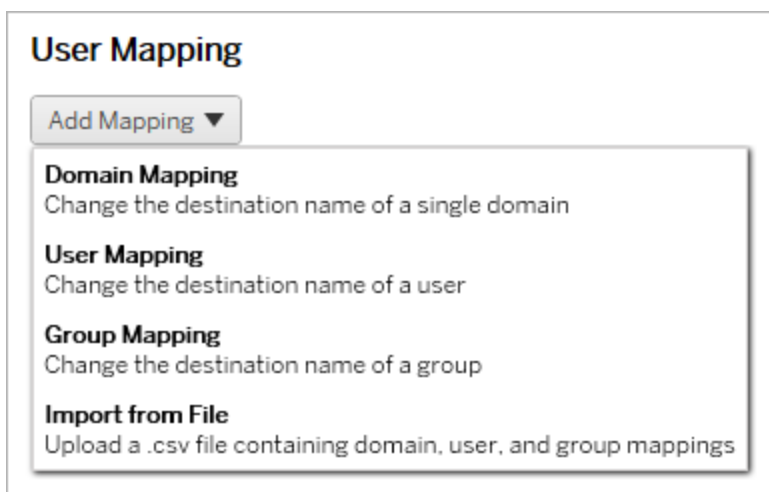 User Mapping
Add Mapping ▼
Domain Mapping
Change the destination name of a single domain
User Mapping
Change the destination name of a user
Group Mapping
Change the destination name of a group
Import from File
Upload a .csv file containing domain, user, and group mappings